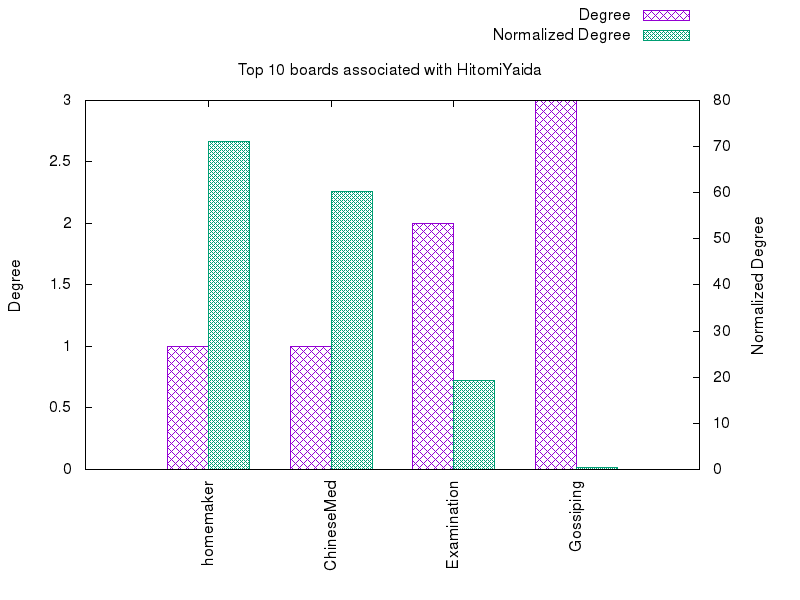 Degree
Normalized Degree
Top 10 boards associated with HitomiYaida
3
2.5
2
1.5
1
0.5
0
80
70
60
50
40
30
20
10
0
Degree
Normalized Degree
homemaker
ChineseMed
Examination
Gossiping